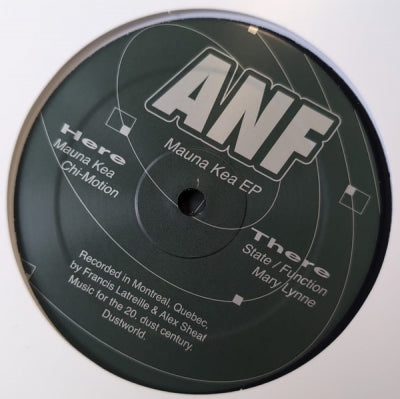 ANF
Mauna Kea EP
Here
Mauna Kea
Chi-Motion
There
State / Function
Mary Lynne
Recorded in Montreal, Quebec,
by Francis Latreille & Alex Sheaf
Music for the 20. dust century.
Dustworld.